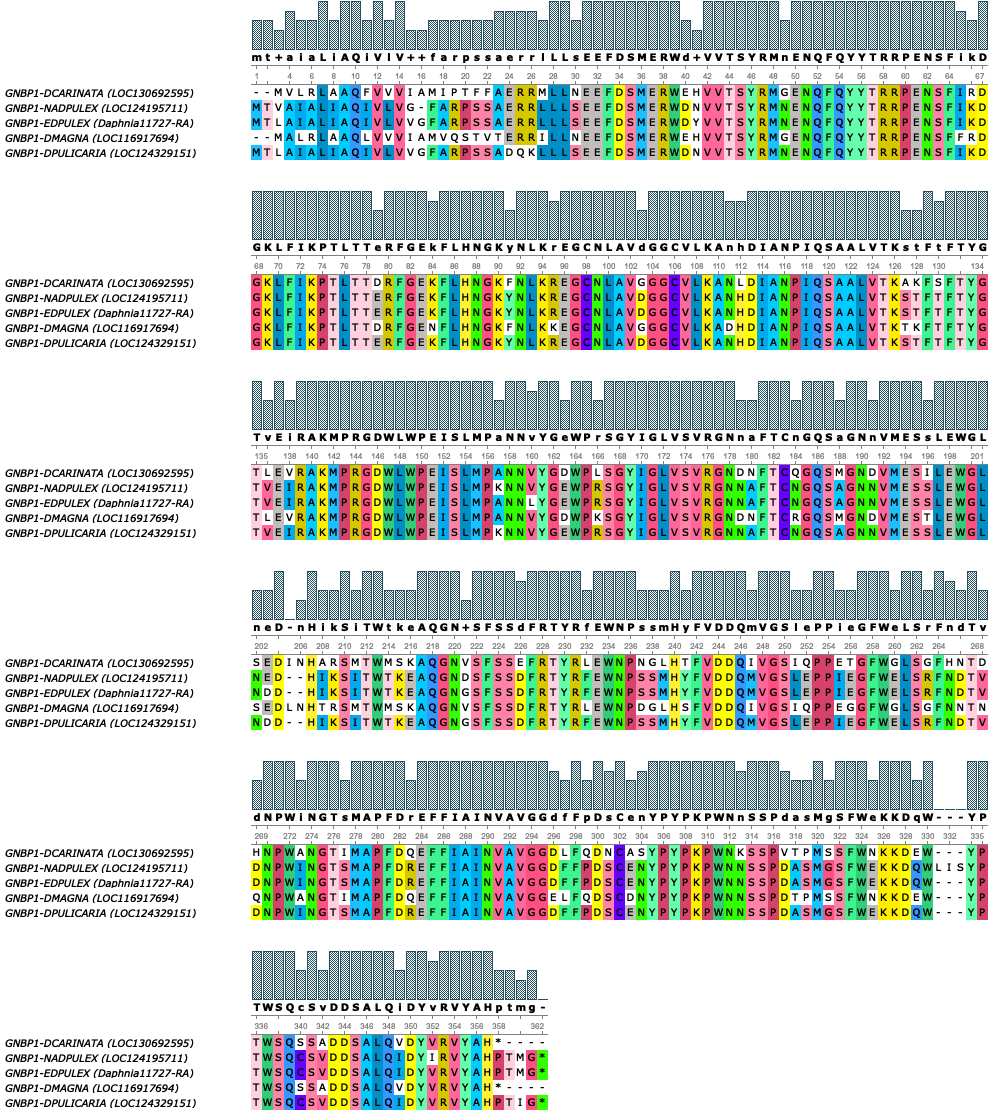 mt+aiaLiAQiVlV++farpssaerrlLLsEEFDSMERWd+VVTSYRMnENQFQYYTRRPENSFikD
1 4 6 8 10 12 14 16 18 20 22 24 26 28 30 32 34 36 38 40 42 44 46 48 50 52 54 56 58 60 62 64 67
GNBP1-DCARINATA (LOC130692595) --MVLRLAAQFVVVIAMIPTFFAERRMLLNEEFDSMERWEHVVTSYRMGENQFQYYTRRPENSFIRD
GNBP1-NADPULEX (LOC124195711) MTVAIALIAQIVLVG-FARPSSAERRLLLSEEFDSMERWDNVVTSYRMNENQFQYYTRRPENSFIKD
GNBP1-EDPULEX (Daphnia11727-RA) MTLAIALIAQIVLVVGFARPSSAERRLLLSEEFDSMERWDYVVTSYRMNENQFQYYTRRPENSFIKD
GNBP1-DMAGNA (LOC116917694) --MALRLAAQLVVVIAMVQSTVTERRILLNEEFDSMERWEHVVTSYRMGENQFQYYTRRPENSFFRD
GNBP1-DPULICARIA (LOC124329151) MTLAIALIAQIVLVVGFARPSSADQKLLLSEEFDSMERWDNVVTSYRMNENQFQYYTRRPENSFIKD
GKLFIKPTLTTeRFGEkFLHNGKyNLKrEGCNLAVdGGCVLKAnhDIANPIQSAALVTKstFtFTYG
68 70 72 74 76 78 80 82 84 86 88 90 92 94 96 98 100 102 104 106 108 110 112 114 116 118 120 122 124 126 128 130 132 134
GNBP1-DCARINATA (LOC130692595) GKLFIKPTLTTDRFGEKFLHNGKFNLKREGCNLAVGGGCVLKANLDIANPIQSAALVTKAKFSFTYG
GNBP1-NADPULEX (LOC124195711) GKLFIKPTLTTERFGEKFLHNGKYNLKREGCNLAVDGGCVLKANHDIANPIQSAALVTKSTFTFTYG
GNBP1-EDPULEX (Daphnia11727-RA) GKLFIKPTLTTERFGEKFLHNGKYNLKREGCNLAVDGGCVLKANHDIANPIQSAALVTKSTFTFTYG
GNBP1-DMAGNA (LOC116917694) GKLFIKPTLTTDRFGENFLHNGKFNLKKEGCNLAVGGGCVLKADHDIANPIQSAALVTKTKFTFTYG
GNBP1-DPULICARIA (LOC124329151) GKLFIKPTLTTERFGEKFLHNGKYNLKREGCNLAVDGGCVLKANHDIANPIQSAALVTKSTFTFTYG
TvEiRAKMPRGDWLWPEISLMPaNNvYGeWPrSGYIGLVSVRGNnaFTCnGQSaGNnVMESsLEWGL
135 138 140 142 144 146 148 150 152 154 156 158 160 162 164 166 168 170 172 174 176 178 180 182 184 186 188 190 192 194 196 198 201
GNBP1-DCARINATA (LOC130692595) TLEVRAKMPRGDWLWPEISLMPANNVYGDWPLSGYIGLVSVRGNDNFTCQGQSMGNDVMESILEWGL
GNBP1-NADPULEX (LOC124195711) TVEIRAKMPRGDWLWPEISLMPKNNVYGEWPRSGYIGLVSVRGNNAFTCNGQSAGNNVMESSLEWGL
GNBP1-EDPULEX (Daphnia11727-RA) TVEIRAKMPRGDWLWPEISLMPANNLYGEWPRSGYIGLVSVRGNNAFTCNGQSAGNNVMESSLEWGL
GNBP1-DMAGNA (LOC116917694) TLEVRAKMPRGDWLWPEISLMPANNVYGDWPKSGYIGLVSVRGNDNFTCRGQSMGNDVMESTLEWGL
GNBP1-DPULICARIA (LOC124329151) TVEIRAKMPRGDWLWPEISLMPKNNVYGEWPRSGYIGLVSVRGNNAFTCNGQSAGNNVMESSLEWGL
neD-nHikSiTWtkeAQGN+SFSSdFRTYRfEWNPssmHyFVDDQmVGSlePPieGFWeLSrFndTv
202 204 206 208 210 212 214 216 218 220 222 224 226 228 230 232 234 236 238 240 242 244 246 248 250 252 254 256 258 260 262 264 266 268
GNBP1-DCARINATA (LOC130692595) SEDINHARSMTWMSKAQGNVSFSSEFRTYRLEWNPNGLHTFVDDQIVGSIQPPETGFWGLSGFHNTD
GNBP1-NADPULEX (LOC124195711) NED--HIKSITWTKEAQGNDSFSSDFRTYRFEWNPSSMHYFVDDQMVGSLEPPIEGFWELSRFNDTV
GNBP1-EDPULEX (Daphnia11727-RA) NDD--HIKSITWTKEAQGNGSFSSDFRTYRFEWNPSSMHYFVDDQMVGSLEPPIEGFWELSRFNDTV
GNBP1-DMAGNA (LOC116917694) SEDLNHTRSMTWMSKAQGNVSFSSDFRTYRLEWNPDGLHTFVDDQIVGSIQPPEGGFWGLSGFNNTN
GNBP1-DPULICARIA (LOC124329151) NDD--HIKSITWTKEAQGNGSFSSDFRTYRFEWNPSSMHYFVDDQMVGSLEPPIEGFWELSRFNDTV
dNPWiNGTsMAPFDrEFFIAINVAVGGdfFpDsCenYPYPKPWNnSSPdasMgSFWeKKDqW---YP
269 272 274 276 278 280 282 284 286 288 290 292 294 296 298 300 302 304 306 308 310 312 314 316 318 320 322 324 326 328 330 332 335
GNBP1-DCARINATA (LOC130692595) HNPWANGTIMAPFDQEFFIAINVAVGGDLFQDNCASYPYPKPWNKSSPVTPMSSFWNKKDEW---YP
GNBP1-NADPULEX (LOC124195711) DNPWINGTSMAPFDREFFIAINVAVGGDFFPDSCENYPYPKPWNNSSPDASMGSFWEKKDQWLISYP
GNBP1-EDPULEX (Daphnia11727-RA) DNPWINGTSMAPFDREFFIAINVAVGGDFFPDSCENYPYPKPWNNSSPDASMGSFWEKKDQW---YP
GNBP1-DMAGNA (LOC116917694) QNPWANGTIMAPFDKEFFIAINVAVGGELFQDNCANYPYPKPWNNSSPDTPMSSFWNKKDEW---YP
GNBP1-DPULICARIA (LOC124329151) DNPWINGTSMAPFDREFFIAINVAVGGDFFPDSCENYPYPKPWNNSSPDASMGSFWEKKDQW---YP
TWSQcSvDDSALQiDYvRVYAHptmg-
336 340 342 344 346 348 350 352 354 356 358 362
GNBP1-DCARINATA (LOC130692595) TWSQSSADDSALQVDYVRVYAH*----
GNBP1-NADPULEX (LOC124195711) TWSQCSVDDSALQIDYIRVYAHPTMG*
GNBP1-EDPULEX (Daphnia11727-RA) TWSQCSVDDSALQIDYVRVYAHPTMG*
GNBP1-DMAGNA (LOC116917694) TWSQSSADDSALQVDYVRVYAH*----
GNBP1-DPULICARIA (LOC124329151) TWSQCSVDDSALQIDYVRVYAHPTIG*